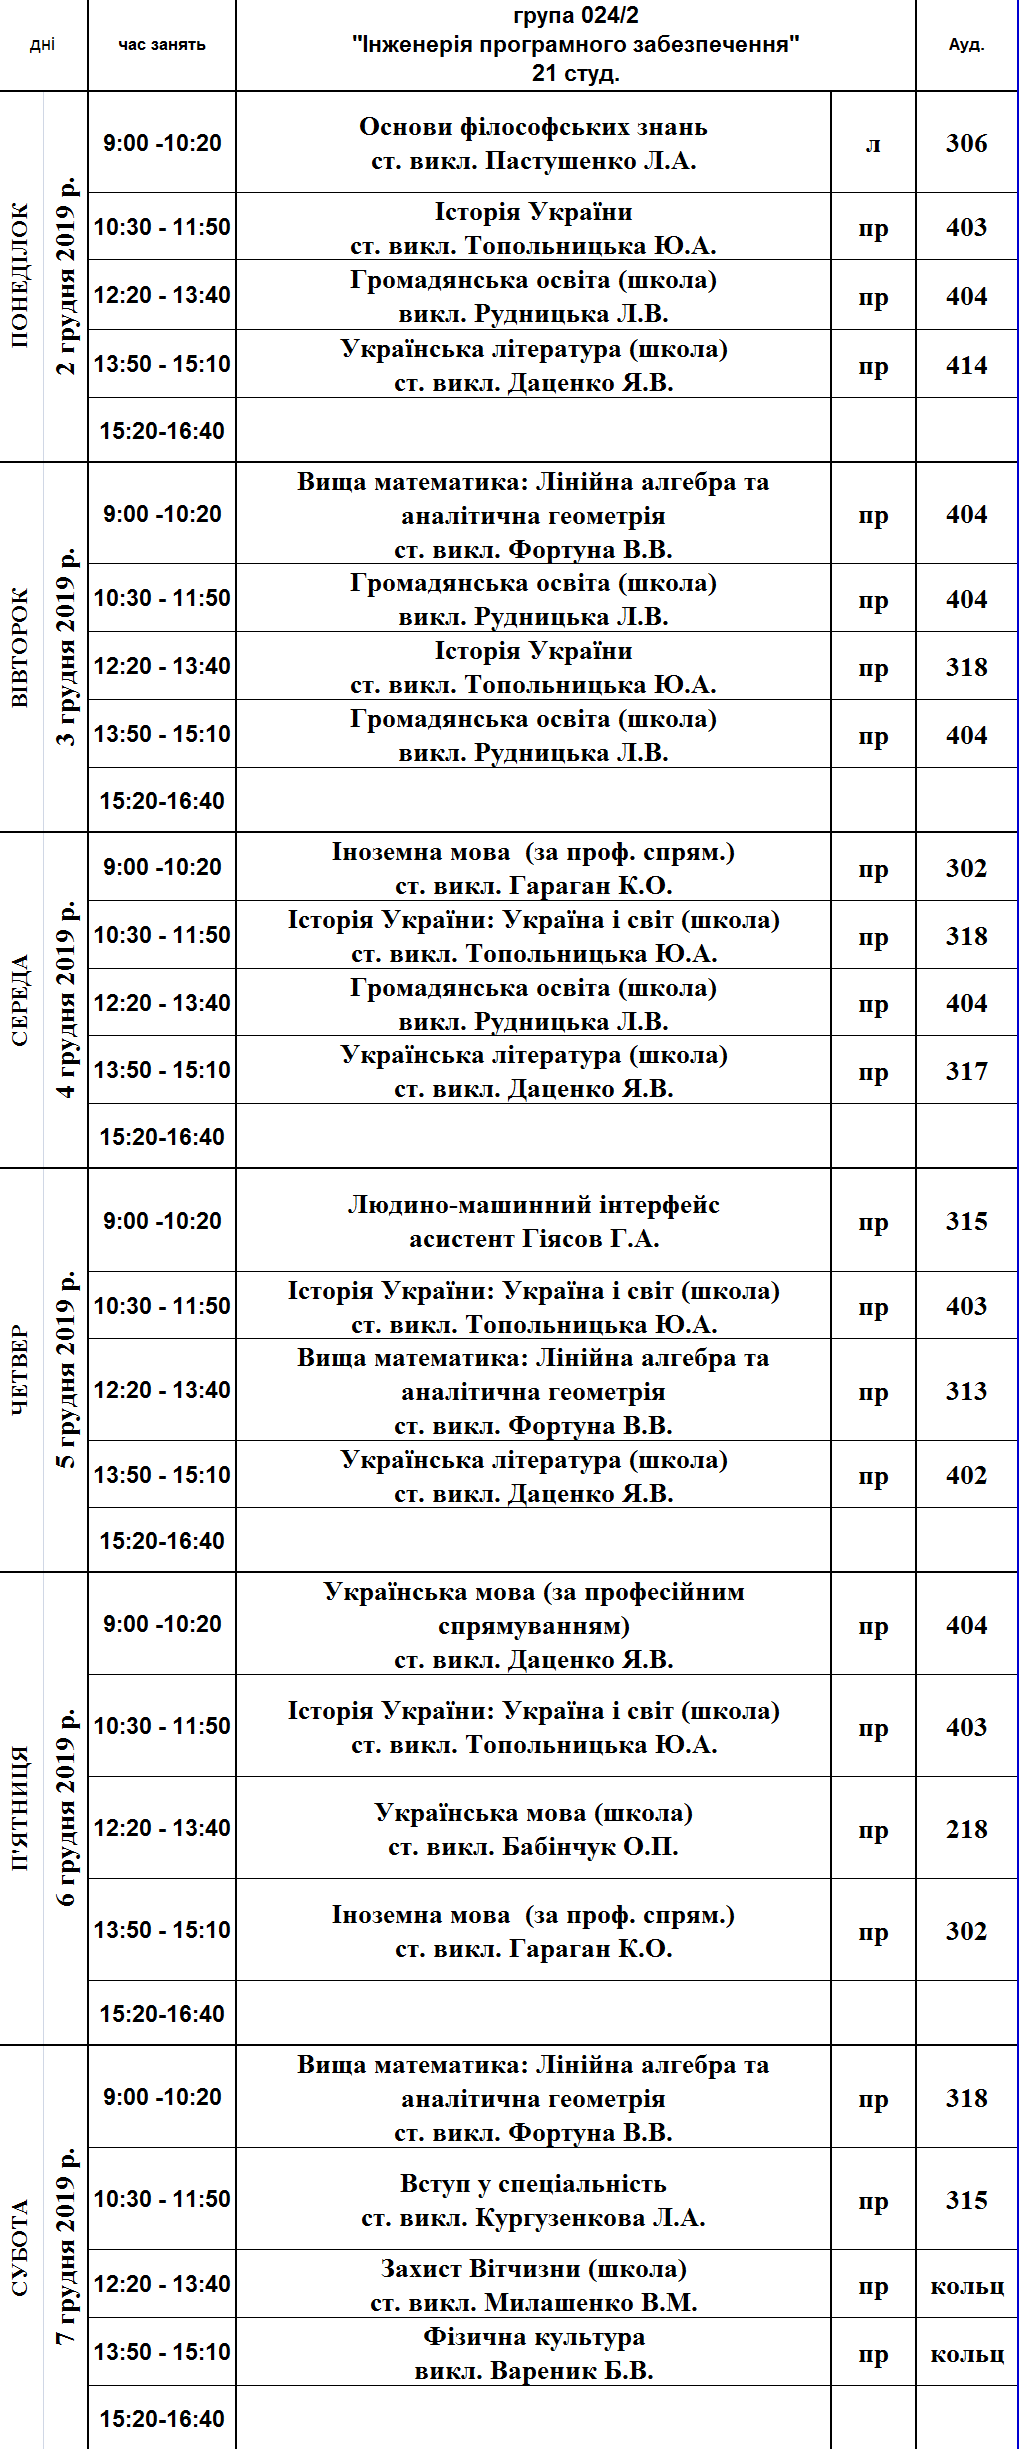 дні
час занять
група 024/2
"Інженерія програмного забезпечення"
21 студ.
Ауд.
ПОНЕДІЛОК
2 грудня 2019 р.
9:00 -10:20
Основи філософських знань
ст. викл. Пастушенко Л.А.
л
306
10:30 - 11:50
Історія України
ст. викл. Топольницька Ю.А.
пр
403
12:20 - 13:40
Громадянська освіта (школа)
викл. Рудницька Л.В.
пр
404
13:50 - 15:10
Українська література (школа)
ст. викл. Даценко Я.В.
пр
414
15:20-16:40
ВІВТОРОК
3 грудня 2019 р.
9:00 -10:20
Вища математика: Лінійна алгебра та
аналітична геометрія
ст. викл. Фортуна В.В.
пр
404
10:30 - 11:50
Громадянська освіта (школа)
викл. Рудницька Л.В.
пр
404
12:20 - 13:40
Історія України
ст. викл. Топольницька Ю.А.
пр
318
13:50 - 15:10
Громадянська освіта (школа)
викл. Рудницька Л.В.
пр
404
15:20-16:40
СЕРЕДА
4 грудня 2019 р.
9:00 -10:20
Іноземна мова  (за проф. спрям.)
ст. викл. Гараган К.О.
пр
302
10:30 - 11:50
Історія України: Україна і світ (школа)
ст. викл. Топольницька Ю.А.
пр
318
12:20 - 13:40
Громадянська освіта (школа)
викл. Рудницька Л.В.
пр
404
13:50 - 15:10
Українська література (школа)
ст. викл. Даценко Я.В.
пр
317
15:20-16:40
ЧЕТВЕР
5 грудня 2019 р.
9:00 -10:20
Людино-машинний інтерфейс
асистент Гіясов Г.А.
пр
315
10:30 - 11:50
Історія України: Україна і світ (школа)
ст. викл. Топольницька Ю.А.
пр
403
12:20 - 13:40
Вища математика: Лінійна алгебра та
аналітична геометрія
ст. викл. Фортуна В.В.
пр
313
13:50 - 15:10
Українська література (школа)
ст. викл. Даценко Я.В.
пр
402
15:20-16:40
П'ЯТНИЦЯ
6 грудня 2019 р.
9:00 -10:20
Українська мова (за професійним
спрямуванням)
ст. викл. Даценко Я.В.
пр
404
10:30 - 11:50
Історія України: Україна і світ (школа)
ст. викл. Топольницька Ю.А.
пр
403
12:20 - 13:40
Українська мова (школа)
ст. викл. Бабінчук О.П.
пр
218
13:50 - 15:10
Іноземна мова  (за проф. спрям.)
ст. викл. Гараган К.О.
пр
302
15:20-16:40
СУБОТА
7 грудня 2019 р.
9:00 -10:20
Вища математика: Лінійна алгебра та
аналітична геометрія
ст. викл. Фортуна В.В.
пр
318
10:30 - 11:50
Вступ у спеціальність
ст. викл. Кургузенкова Л.А.
пр
315
12:20 - 13:40
Захист Вітчизни (школа)
ст. викл. Милашенко В.М.
пр
кольц
13:50 - 15:10
Фізична культура
викл. Вареник Б.В.
пр
кольц
15:20-16:40